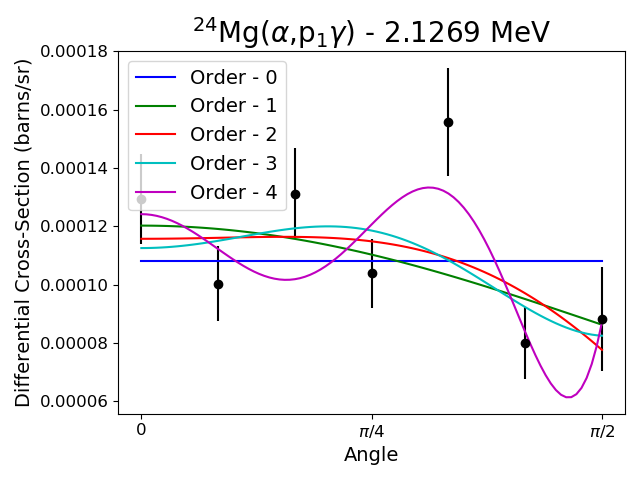 ²⁴Mg(α,p₁γ) - 2.1269 MeV
Differential Cross-Section (barns/sr)
0.00018
0.00016
0.00014
0.00012
0.00010
0.00008
0.00006
Order - 0
Order - 1
Order - 2
Order - 3
Order - 4
0 π/4 π/2
Angle